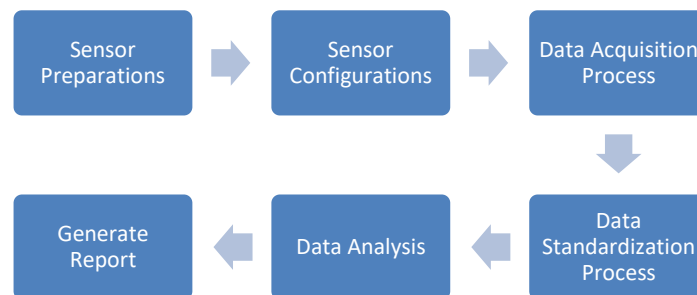 Sensor
Preparations
Sensor
Configurations
Data Acquisition
Process
Data
Standardization
Process
Data Analysis
Generate
Report